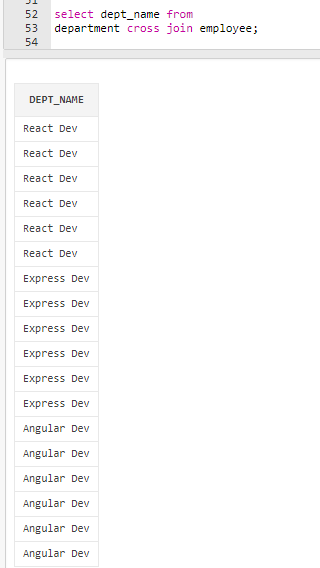 51
52 select dept_name from
53 department cross join employee;
54
DEPT_NAME
React Dev
React Dev
React Dev
React Dev
React Dev
React Dev
Express Dev
Express Dev
Express Dev
Express Dev
Express Dev
Express Dev
Angular Dev
Angular Dev
Angular Dev
Angular Dev
Angular Dev
Angular Dev